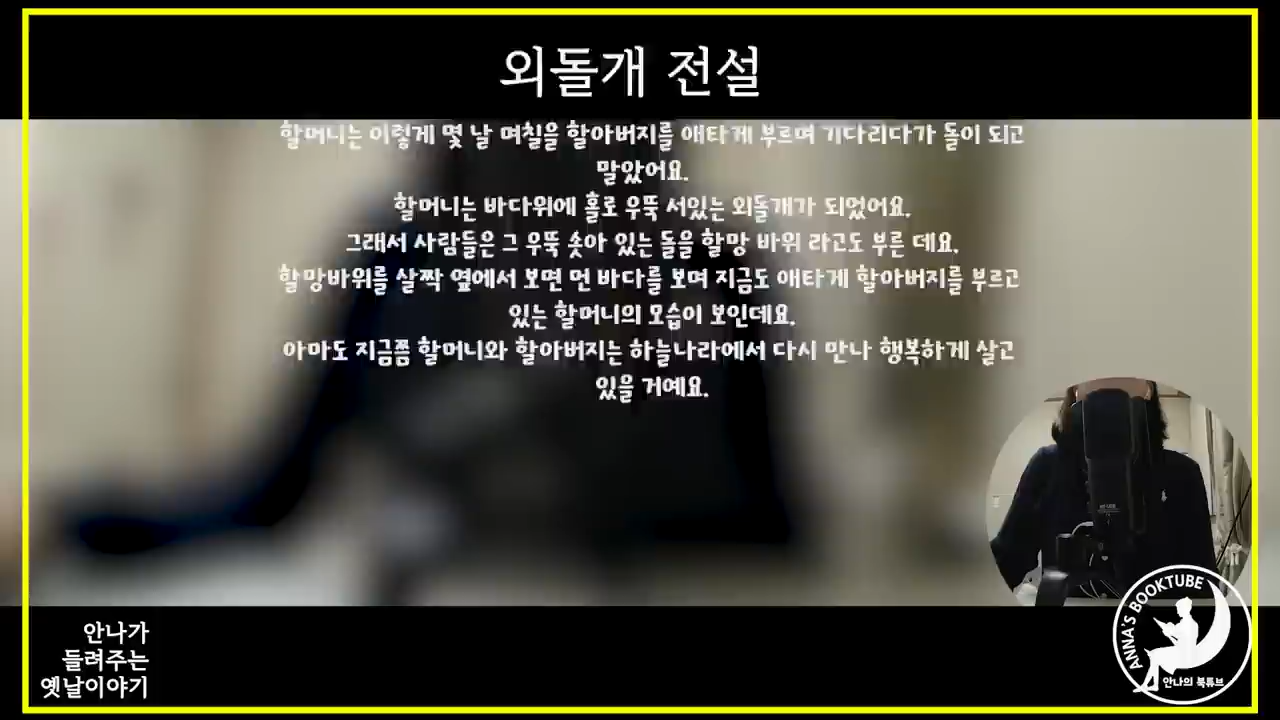 외돌개 전설
할머니는 이렇게 몇 날 며칠을 할아버지를 애타게 부르며 기다리다가 돌이 되고
말았어요.
할머니는 바다위에 홀로 우뚝 서있는 외돌개가 되었어요.
그래서 사람들은 그 우뚝 솟아 있는 돌을 할망 바위 라고도 부른 데요.
할망바위를 살짝 옆에서 보면 먼 바다를 보며 지금도 애타게 할아버지를 부르고
있는 할머니의 모습이 보인데요.
아마도 지금쯤 할머니와 할아버지는 하늘나라에서 다시 만나 행복하게 살고
있을 거예요.
안나가
들려주는
옛날이야기
ANNA'S BOOKTUBE
안나의 북튜브